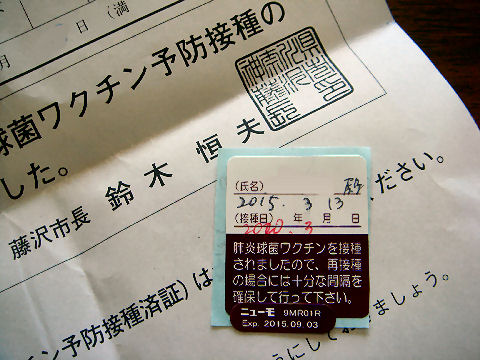 月
日
(満
球菌ワクチン予防接種の
した。
藤沢市長 鈴木 恒夫
ださい。
予防接種済証)は
しょう。
(氏名) 殿
2015. 3 13
(接種日) 年 月 日
2020. 3
肺炎球菌ワクチンを接種
されましたので、再接種
の場合には十分な間隔を
確保して行って下さい。
ニューモ 9MR01R
Exp. 2015.09.03